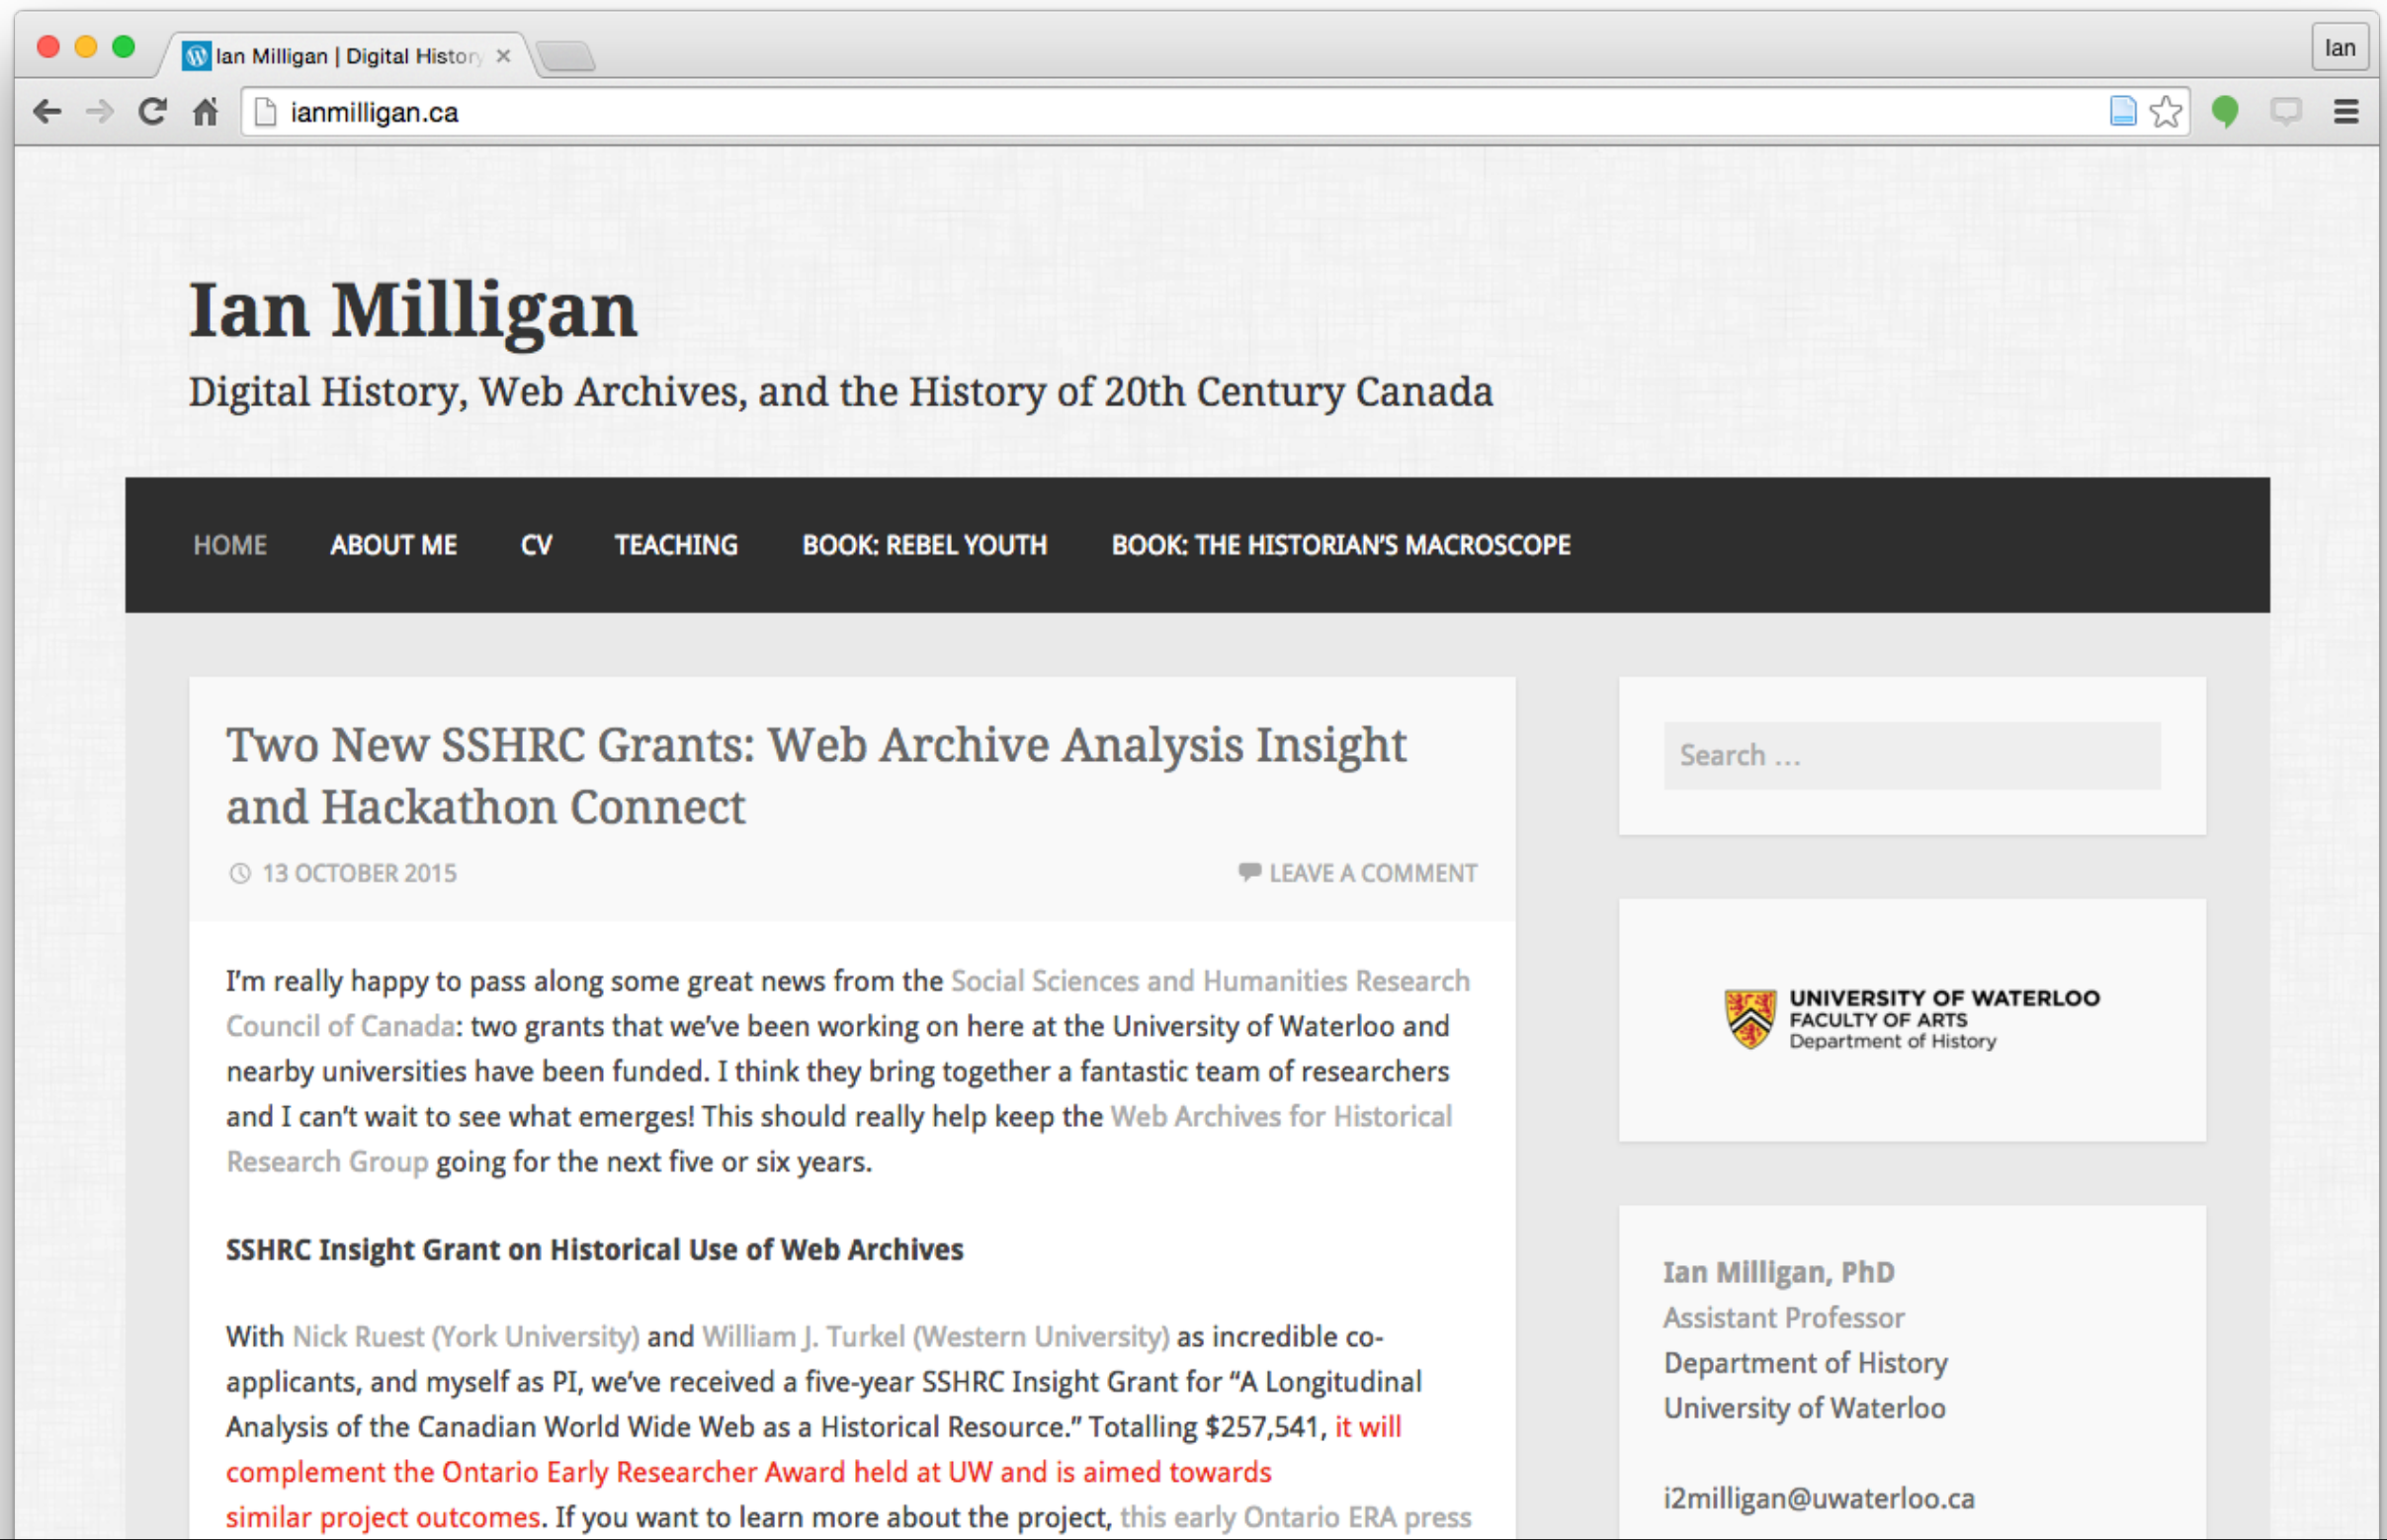 Ian Milligan | Digital History
Ian
ianmilligan.ca
Ian Milligan
Digital History, Web Archives, and the History of 20th Century Canada
HOME ABOUT ME CV TEACHING BOOK: REBEL YOUTH BOOK: THE HISTORIAN’S MACROSCOPE
Two New SSHRC Grants: Web Archive Analysis Insight
and Hackathon Connect
13 OCTOBER 2015 LEAVE A COMMENT
I’m really happy to pass along some great news from the Social Sciences and Humanities Research
Council of Canada: two grants that we’ve been working on here at the University of Waterloo and
nearby universities have been funded. I think they bring together a fantastic team of researchers
and I can’t wait to see what emerges! This should really help keep the Web Archives for Historical
Research Group going for the next five or six years.
SSHRC Insight Grant on Historical Use of Web Archives
With Nick Ruest (York University) and William J. Turkel (Western University) as incredible co-
applicants, and myself as PI, we’ve received a five-year SSHRC Insight Grant for “A Longitudinal
Analysis of the Canadian World Wide Web as a Historical Resource.” Totalling $257,541, it will
complement the Ontario Early Researcher Award held at UW and is aimed towards
similar project outcomes. If you want to learn more about the project, this early Ontario ERA press
Search …
UNIVERSITY OF WATERLOO
FACULTY OF ARTS
Department of History
Ian Milligan, PhD
Assistant Professor
Department of History
University of Waterloo
i2milligan@uwaterloo.ca